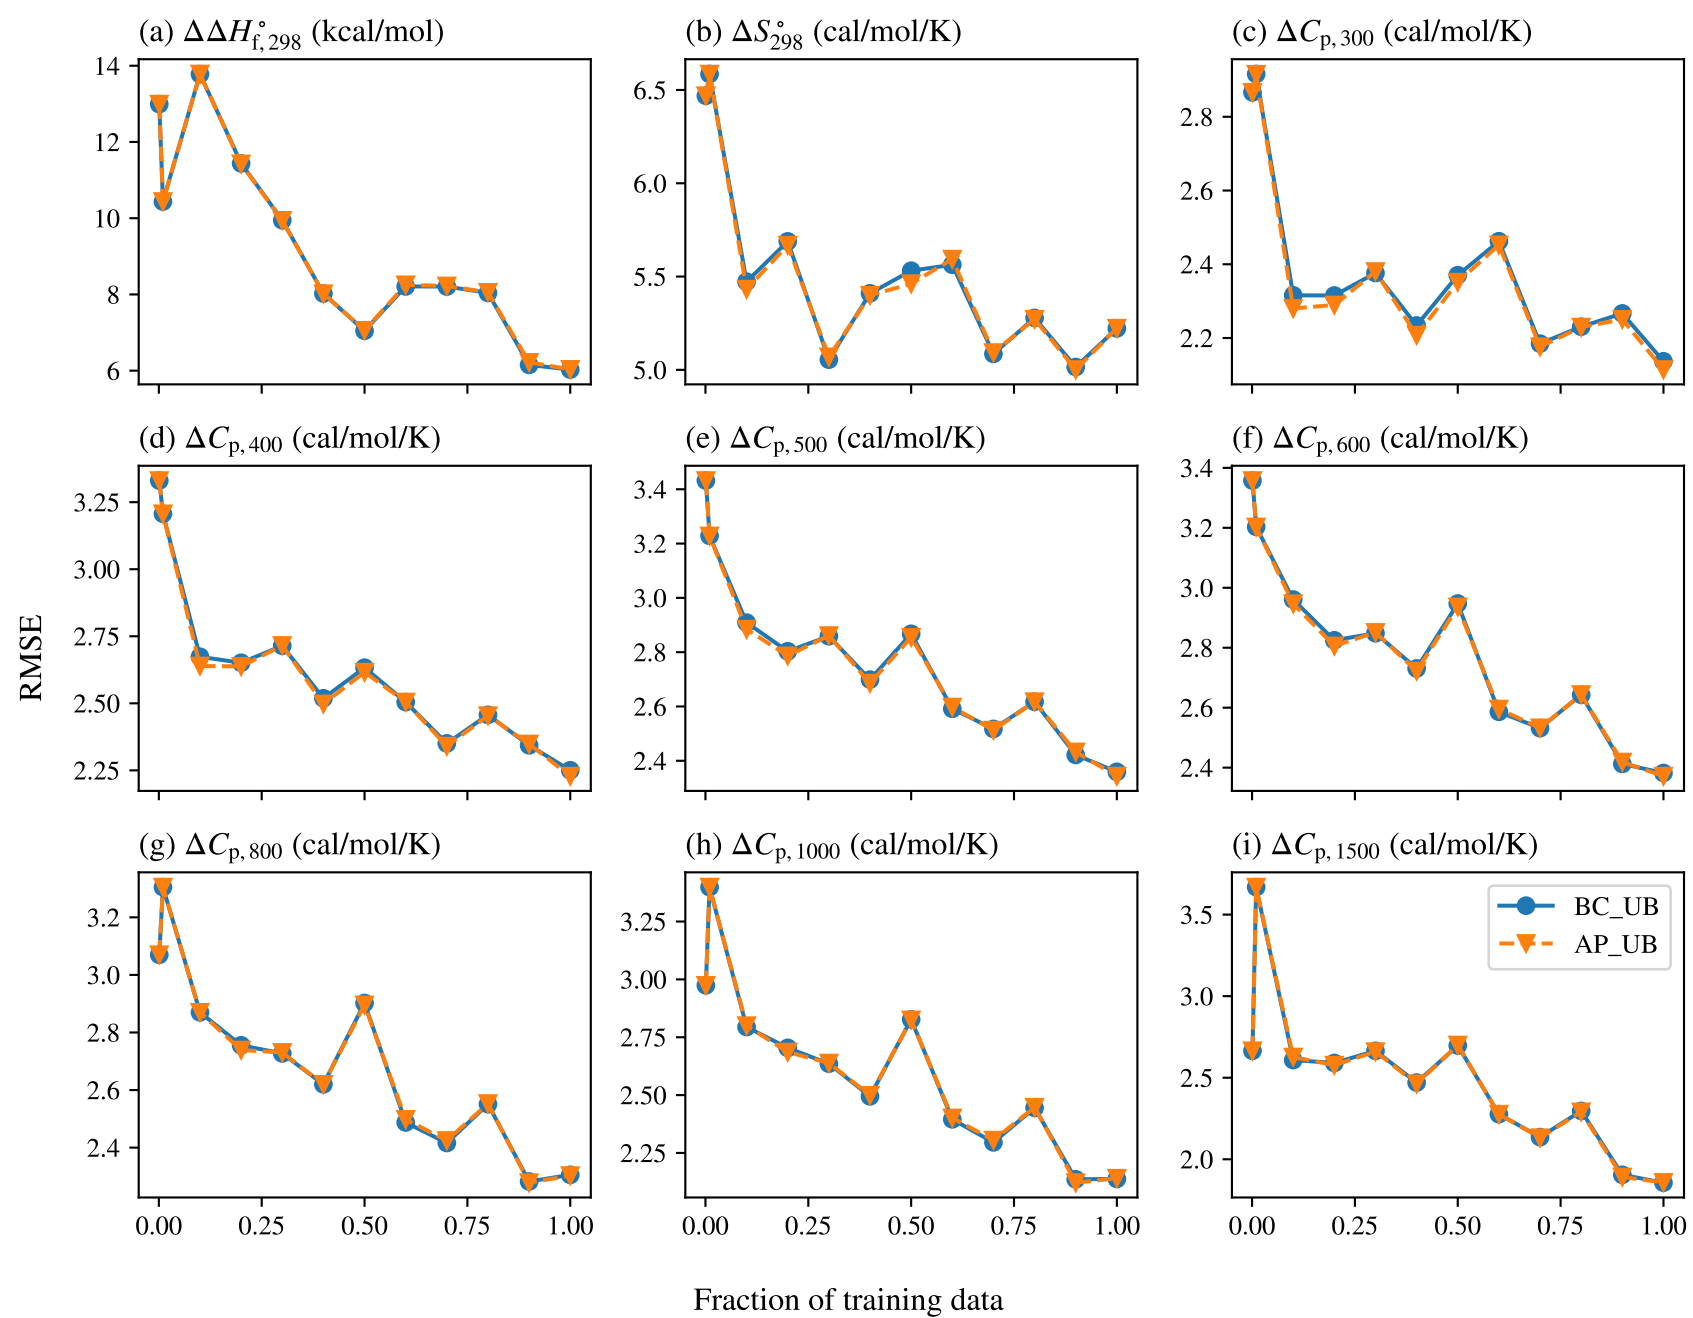 (a) ΔΔH°f, 298 (kcal/mol)
(b) ΔS°298 (cal/mol/K)
(c) ΔCp, 300 (cal/mol/K)
14
12
10
8
6
6.5
6.0
5.5
5.0
2.8
2.6
2.4
2.2
(d) ΔCp, 400 (cal/mol/K)
(e) ΔCp, 500 (cal/mol/K)
(f) ΔCp, 600 (cal/mol/K)
3.25
3.00
2.75
2.50
2.25
3.4
3.2
3.0
2.8
2.6
2.4
3.4
3.2
3.0
2.8
2.6
2.4
RMSE
(g) ΔCp, 800 (cal/mol/K)
(h) ΔCp, 1000 (cal/mol/K)
(i) ΔCp, 1500 (cal/mol/K)
3.2
3.0
2.8
2.6
2.4
3.25
3.00
2.75
2.50
2.25
3.5
3.0
2.5
2.0
BC_UB
AP_UB
0.00 0.25 0.50 0.75 1.00
0.00 0.25 0.50 0.75 1.00
0.00 0.25 0.50 0.75 1.00
Fraction of training data